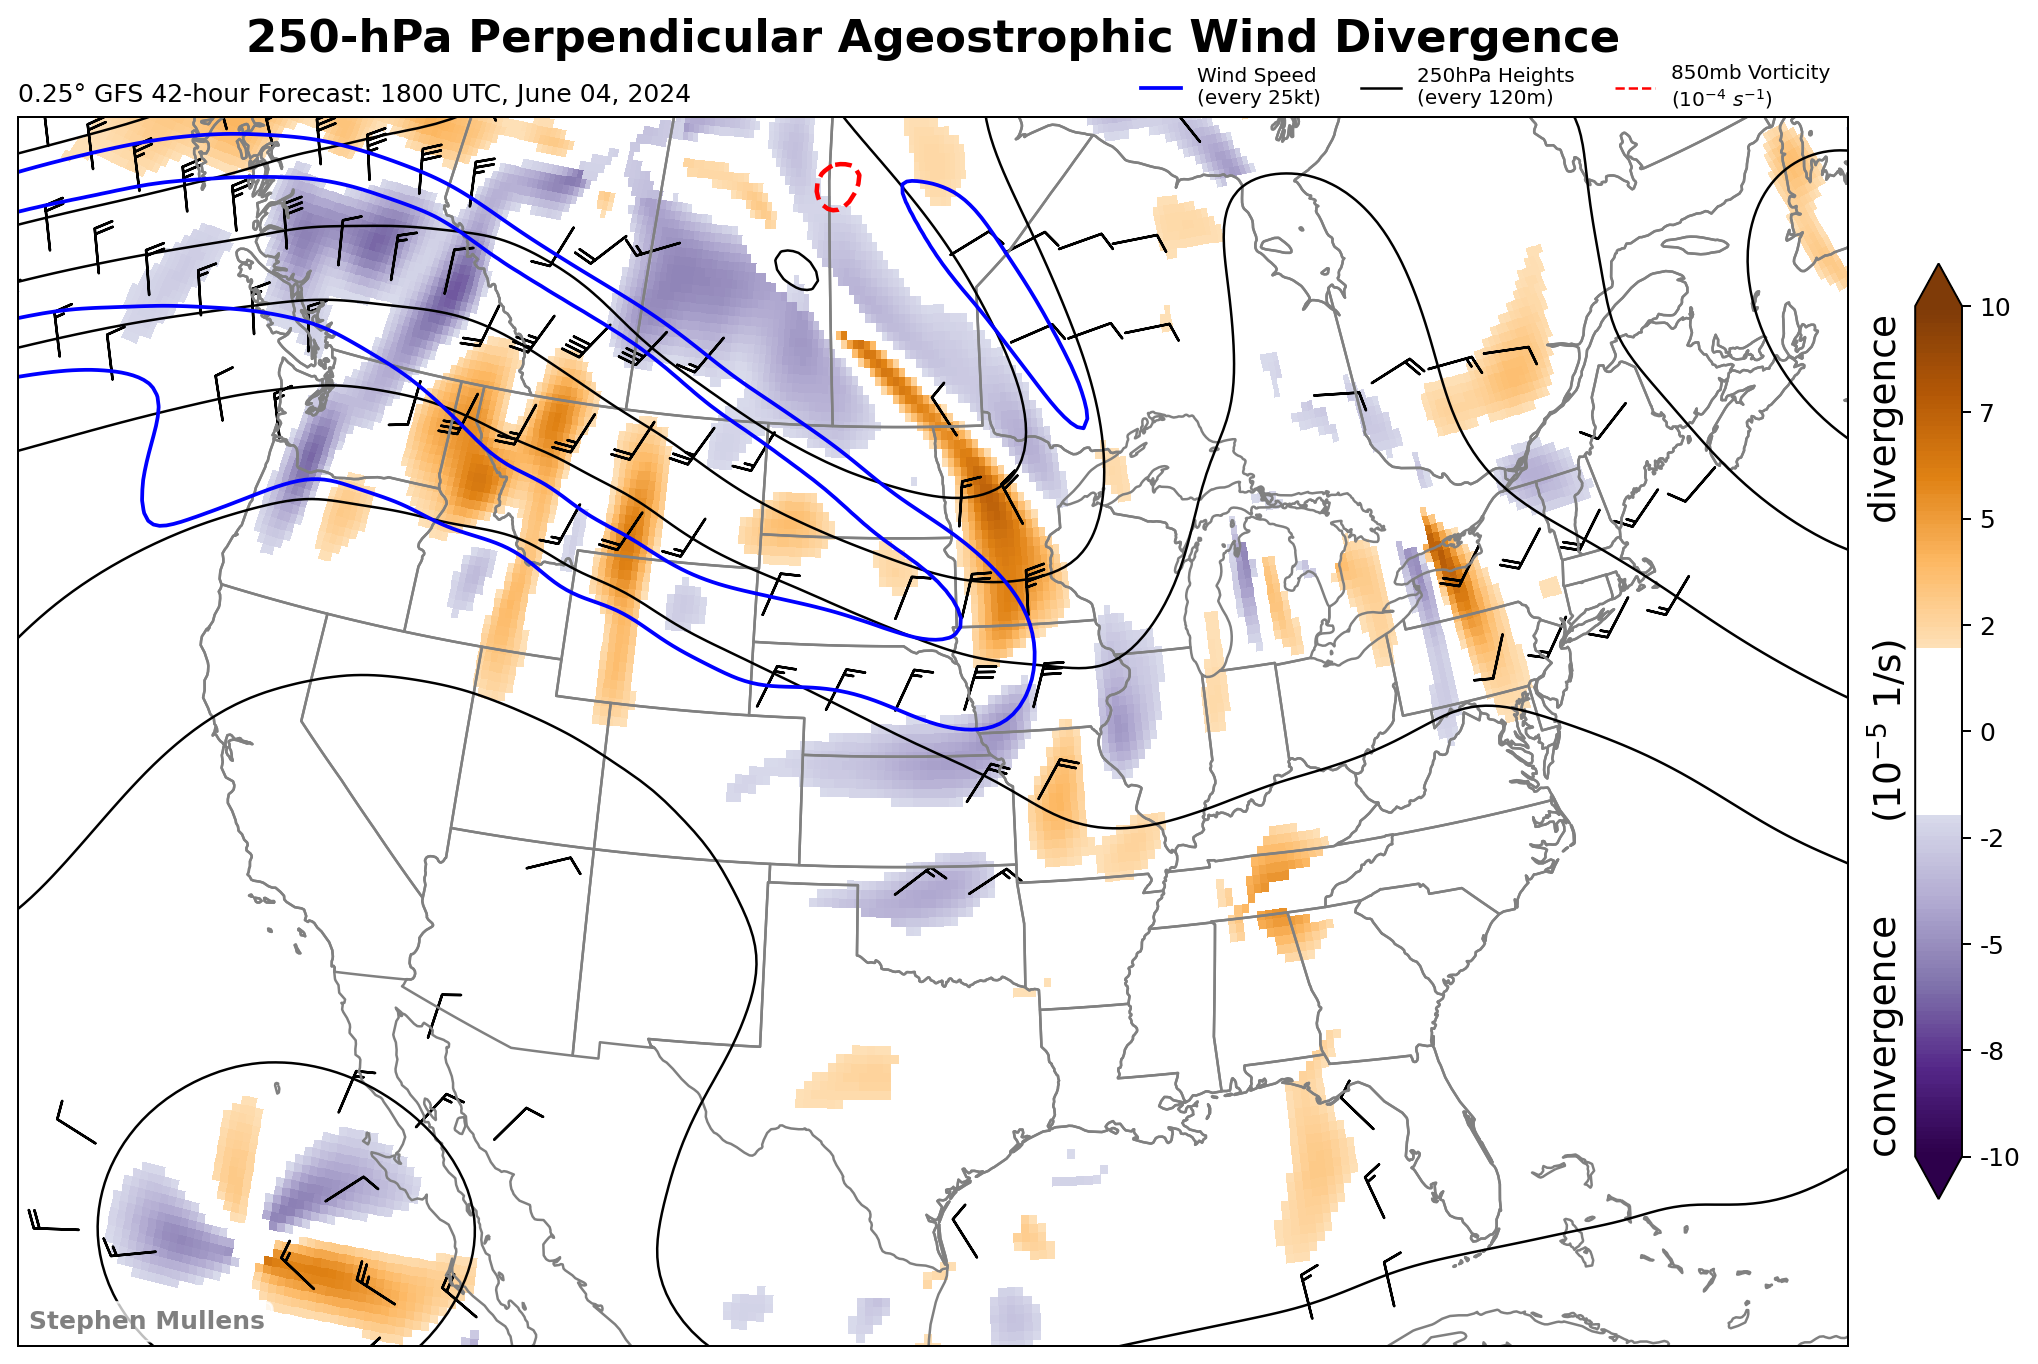 250-hPa Perpendicular Ageostrophic Wind Divergence
0.25° GFS 42-hour Forecast: 1800 UTC, June 04, 2024
Wind Speed
(every 25kt)
250hPa Heights
(every 120m)
850mb Vorticity
(10⁻⁴ s⁻¹)
10
7
5
2
0
-2
-5
-8
-10
convergence (10⁻⁵ 1/s) divergence
Stephen Mullens